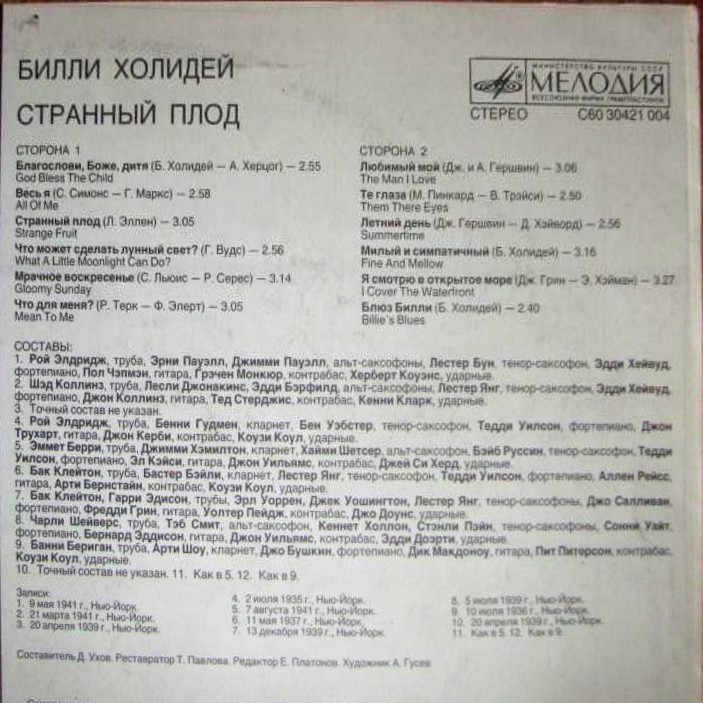 БИЛЛИ ХОЛИДЕЙ
СТРАННЫЙ ПЛОД
МИНИСТЕРСТВО КУЛЬТУРЫ СССР
МЕЛОДИЯ
ВСЕСОЮЗНАЯ ФИРМА ГРАМПЛАСТИНОК
СТЕРЕО С60 30421 004
СТОРОНА 1
Благослови, Боже, дитя (Б. Холидей — А. Херцог) — 2.55
God Bless The Child
Весь я (С. Симонс — Г. Маркс) — 2.58
All Of Me
Странный плод (Л. Эллен) — 3.05
Strange Fruit
Что может сделать лунный свет? (Г. Вудс) — 2.56
What A Little Moonlight Can Do?
Мрачное воскресенье (С. Льюис — Р. Серес) — 3.14
Gloomy Sunday
Что для меня? (Р. Терк — Ф. Элерт) — 3.05
Mean To Me
СТОРОНА 2
Любимый мой (Дж. и А. Гершвин) — 3.06
The Man I Love
Те глаза (М. Пинкард — В. Трэйси) — 2.50
Them There Eyes
Летний день (Дж. Гершвин — Д. Хэйворд) — 2.56
Summertime
Милый и симпатичный (Б. Холидей) — 3.16
Fine And Mellow
Я смотрю в открытое море (Дж. Грин — Э. Хэйман) — 3.27
I Cover The Waterfront
Блюз Билли (Б. Холидей) — 2.40
Billie's Blues
СОСТАВЫ:
1. Рой Элдридж, труба, Эрни Пауэлл, Джимми Пауэлл, альт-саксофоны, Лестер Бун, тенор-саксофон, Эдди Хейвуд,
фортепиано, Пол Чэпмэн, гитара, Грэчен Монкюр, контрабас, Херберт Коуэнс, ударные.
2. Шэд Коллинз, труба, Лесли Джонакинс, Эдди Бэрфилд, альт-саксофоны, Лестер Янг, тенор-саксофон, Эдди Хейвуд,
фортепиано, Джон Коллинз, гитара, Тед Стерджис, контрабас, Кенни Кларк, ударные.
3. Точный состав не указан.
4. Рой Элдридж, труба, Бенни Гудмен, кларнет, Бен Уэбстер, тенор-саксофон, Тедди Уилсон, фортепиано, Джон
Трухарт, гитара, Джон Керби, контрабас, Коузи Коул, ударные.
5. Эммет Берри, труба, Джимми Хэмилтон, кларнет, Хайми Шетсер, альт-саксофон, Бэйб Руссин, тенор-саксофон, Тедди
Уилсон, фортепиано, Эл Кэйси, гитара, Джон Уильямс, контрабас, Джей Си Херд, ударные.
6. Бак Клейтон, труба, Бастер Бэйли, кларнет, Лестер Янг, тенор-саксофон, Тедди Уилсон, фортепиано, Аллен Рейсс,
гитара, Арти Бернстайн, контрабас, Коузи Коул, ударные.
7. Бак Клейтон, Гарри Эдисон, трубы, Эрл Уоррен, Джек Уошингтон, Лестер Янг, тенор-саксофоны, Джо Салливан,
фортепиано, Фредди Грин, гитара, Уолтер Пейдж, контрабас, Джо Доунс, ударные.
8. Чарли Шейверс, труба, Тэб Смит, альт-саксофон, Кеннет Холлон, Стэнли Пэйн, тенор-саксофоны, Сонни Уайт,
фортепиано, Бернард Эддисон, гитара, Джон Уильямс, контрабас, Эдди Доэрти, ударные.
9. Банни Бериган, труба, Арти Шоу, кларнет, Джо Бушкин, фортепиано, Дик Макдоноу, гитара, Пит Питерсон, контрабас,
Коузи Коул, ударные.
10. Точный состав не указан. 11. Как в 5. 12. Как в 9.
Записи:
1. 9 мая 1941 г., Нью-Йорк.
2. 21 марта 1941 г., Нью-Йорк.
3. 20 апреля 1939 г., Нью-Йорк.
4. 2 июля 1935 г., Нью-Йорк.
5. 7 августа 1941 г., Нью-Йорк.
6. 11 мая 1937 г., Нью-Йорк.
7. 13 декабря 1939 г., Нью-Йорк.
8. 5 июля 1939 г., Нью-Йорк.
9. 10 июля 1936 г., Нью-Йорк.
10. 20 апреля 1939 г., Нью-Йорк.
11. Как в 5. 12. Как в 9.
Составитель Д. Ухов. Реставратор Т. Павлова. Редактор Е. Платонов. Художник А. Гусев